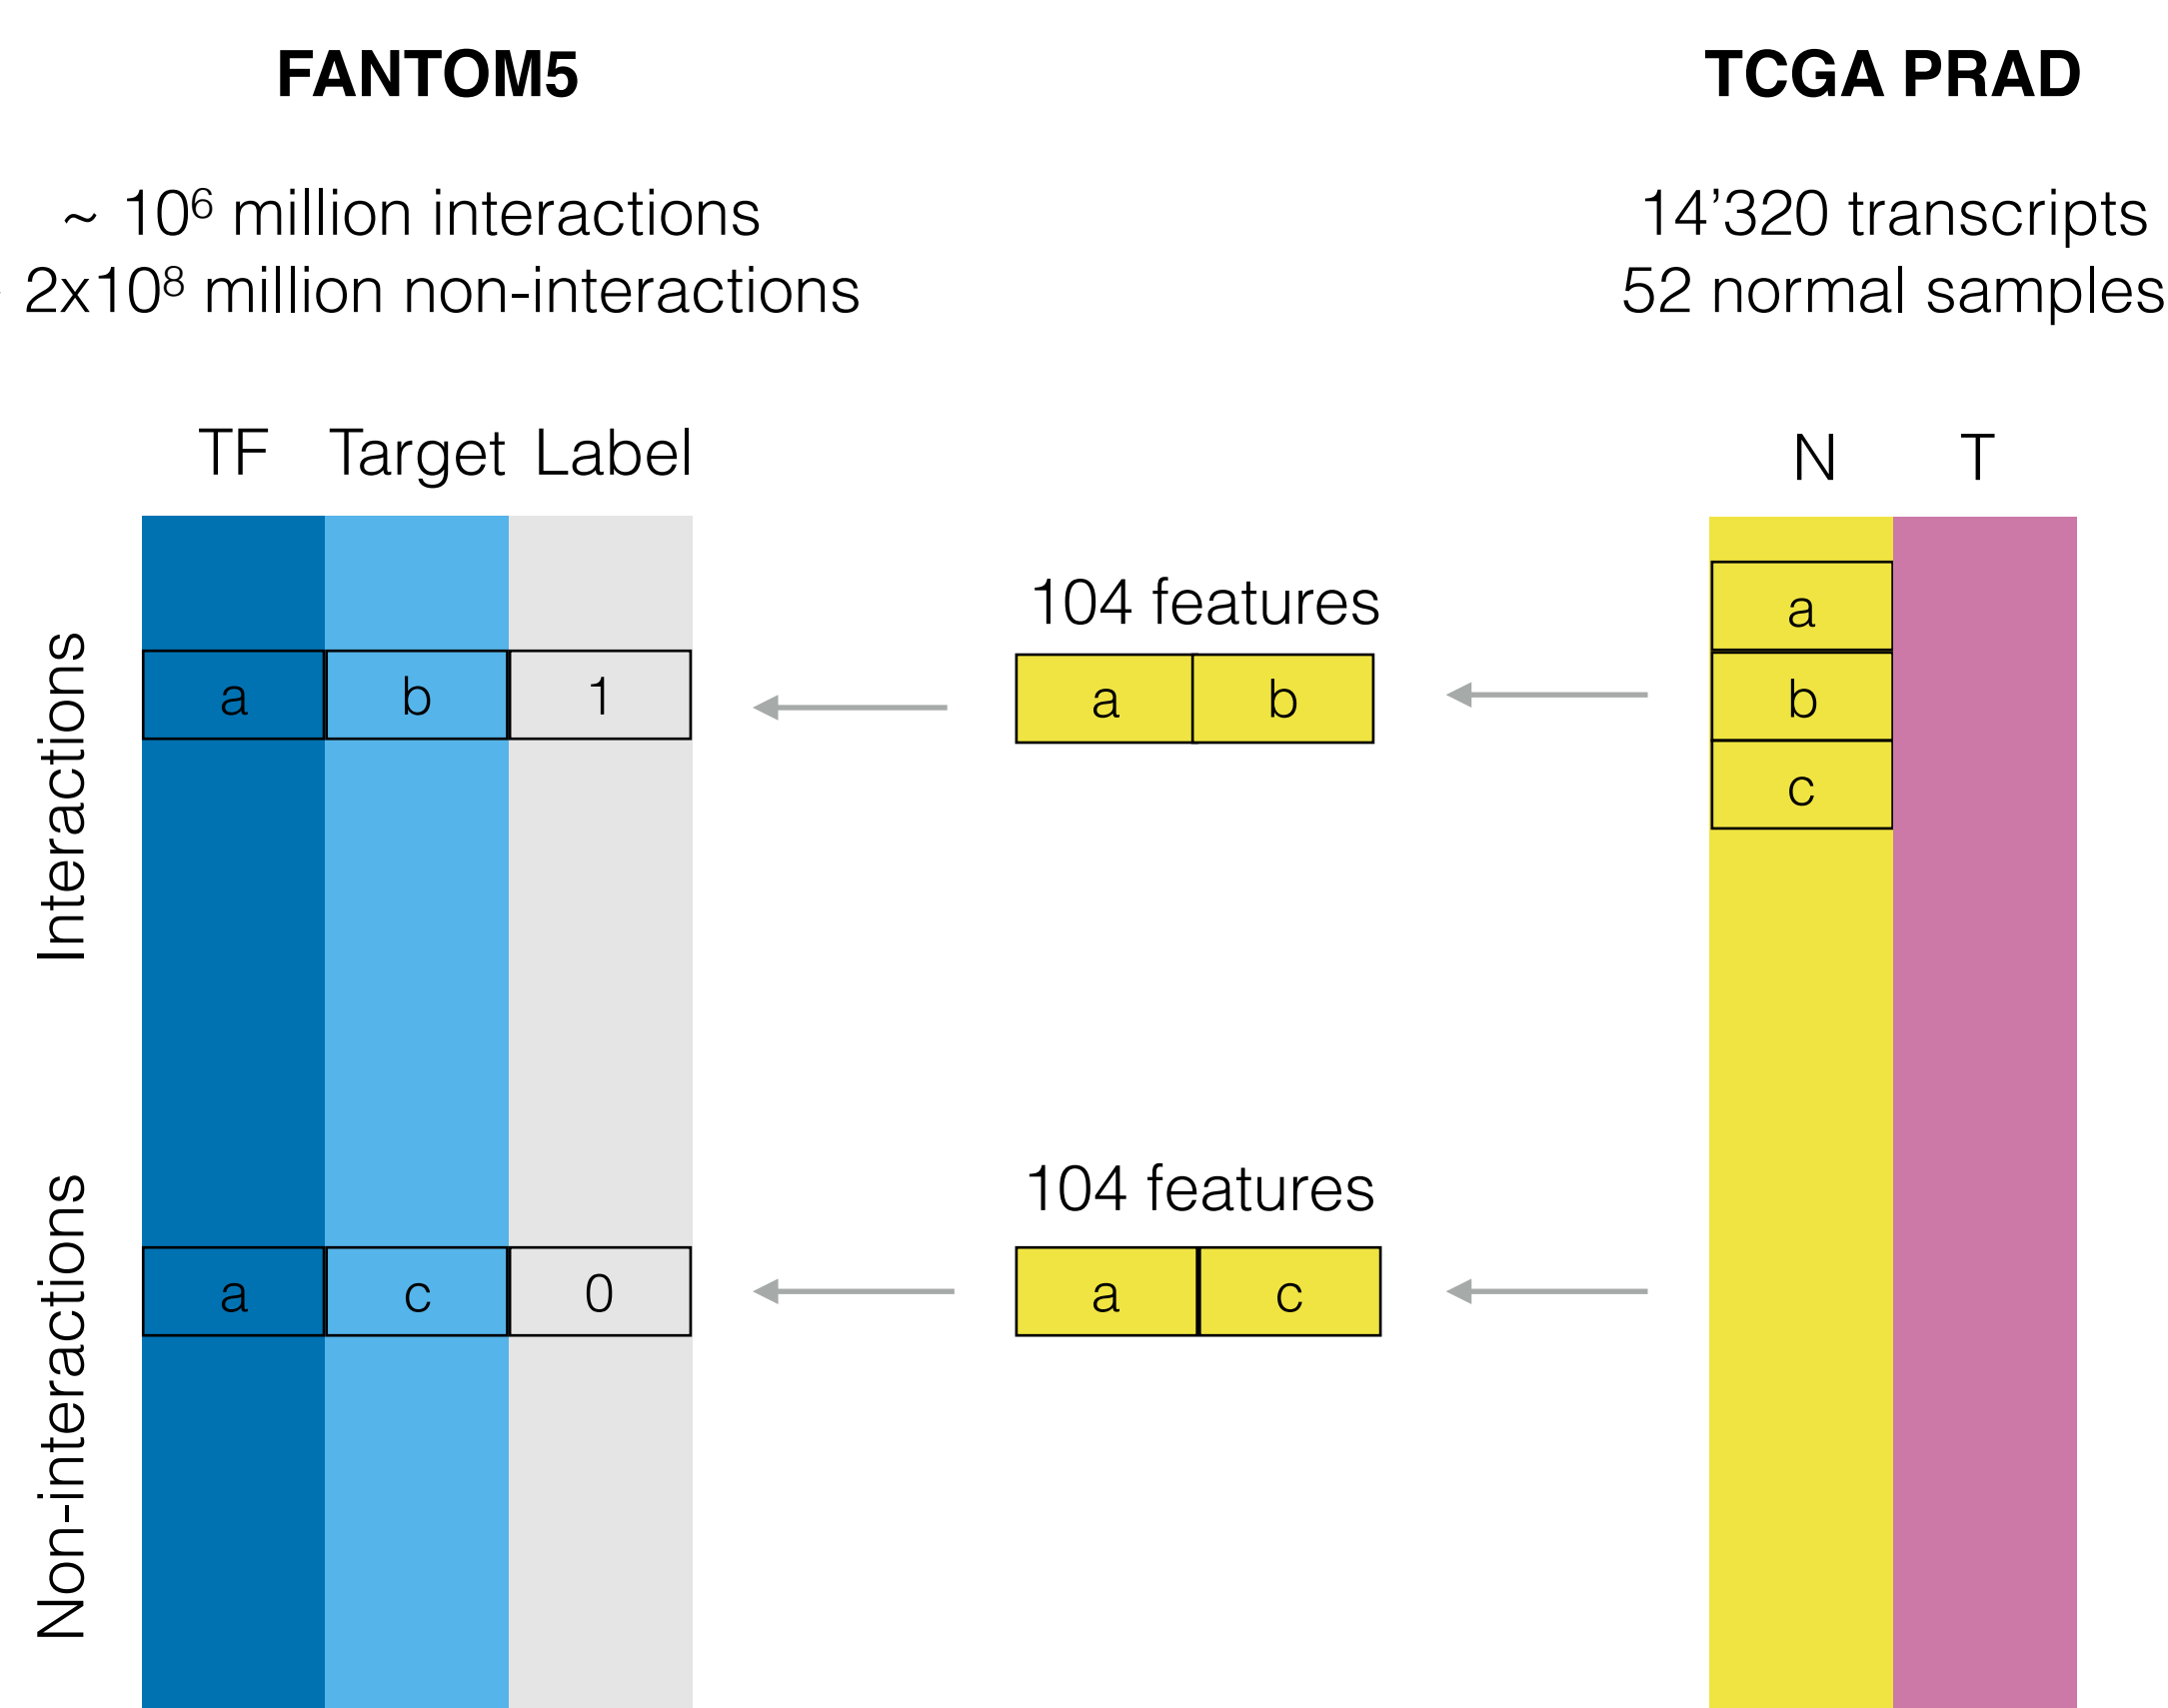 FANTOM5
~ 10⁶ million interactions
2x10⁸ million non-interactions
TCGA PRAD
14’320 transcripts
52 normal samples
TF Target Label
N T
Interactions
a b 1
104 features
a b
a
b
c
Non-interactions
a c 0
104 features
a c